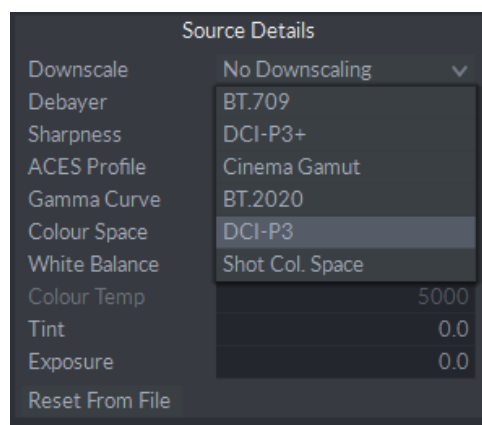 Source Details
Downscale No Downscaling
Debayer BT.709
Sharpness DCI-P3+
ACES Profile Cinema Gamut
Gamma Curve BT.2020
Colour Space DCI-P3
White Balance Shot Col. Space
Colour Temp 5000
Tint 0.0
Exposure 0.0
Reset From File